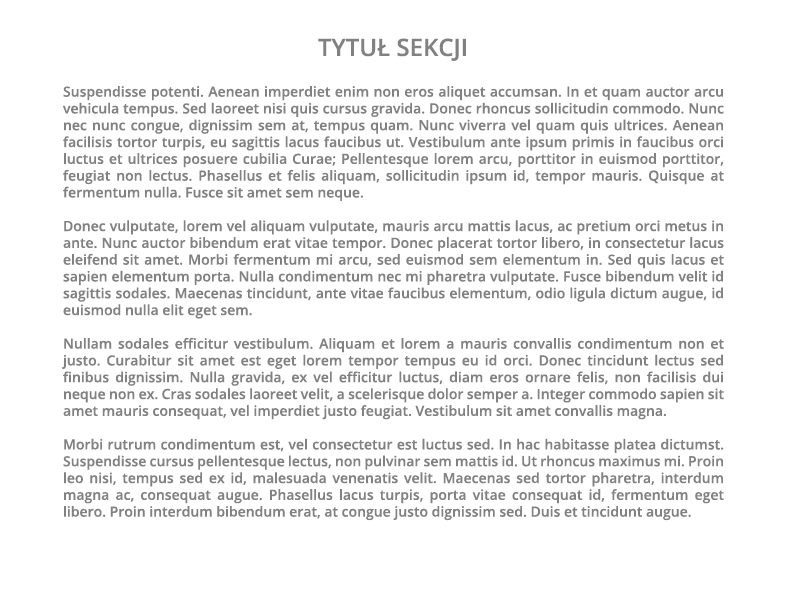 TYTUŁ SEKCJI
Suspendisse potenti. Aenean imperdiet enim non eros aliquet accumsan. In et quam auctor arcu
vehicula tempus. Sed laoreet nisi quis cursus gravida. Donec rhoncus sollicitudin commodo. Nunc
nec nunc congue, dignissim sem at, tempus quam. Nunc viverra vel quam quis ultrices. Aenean
facilisis tortor turpis, eu sagittis lacus faucibus ut. Vestibulum ante ipsum primis in faucibus orci
luctus et ultrices posuere cubilia Curae; Pellentesque lorem arcu, porttitor in euismod porttitor,
feugiat non lectus. Phasellus et felis aliquam, sollicitudin ipsum id, tempor mauris. Quisque at
fermentum nulla. Fusce sit amet sem neque.
Donec vulputate, lorem vel aliquam vulputate, mauris arcu mattis lacus, ac pretium orci metus in
ante. Nunc auctor bibendum erat vitae tempor. Donec placerat tortor libero, in consectetur lacus
eleifend sit amet. Morbi fermentum mi arcu, sed euismod sem elementum in. Sed quis lacus et
sapien elementum porta. Nulla condimentum nec mi pharetra vulputate. Fusce bibendum velit id
sagittis sodales. Maecenas tincidunt, ante vitae faucibus elementum, odio ligula dictum augue, id
euismod nulla elit eget sem.
Nullam sodales efficitur vestibulum. Aliquam et lorem a mauris convallis condimentum non et
justo. Curabitur sit amet est eget lorem tempor tempus eu id orci. Donec tincidunt lectus sed
finibus dignissim. Nulla gravida, ex vel efficitur luctus, diam eros ornare felis, non facilisis dui
neque non ex. Cras sodales laoreet velit, a scelerisque dolor semper a. Integer commodo sapien sit
amet mauris consequat, vel imperdiet justo feugiat. Vestibulum sit amet convallis magna.
Morbi rutrum condimentum est, vel consectetur est luctus sed. In hac habitasse platea dictumst.
Suspendisse cursus pellentesque lectus, non pulvinar sem mattis id. Ut rhoncus maximus mi. Proin
leo nisi, tempus sed ex id, malesuada venenatis velit. Maecenas sed tortor pharetra, interdum
magna ac, consequat augue. Phasellus lacus turpis, porta vitae consequat id, fermentum eget
libero. Proin interdum bibendum erat, at congue justo dignissim sed. Duis et tincidunt augue.